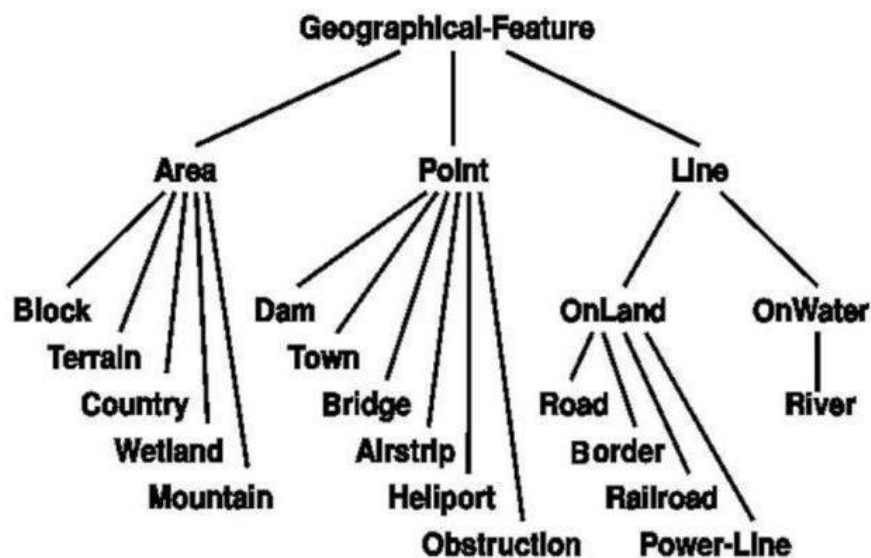 Geographical-Feature
Area Point Line
Block Dam OnLand OnWater
Terrain Town
Country Bridge Road River
Wetland Airstrip Border
Mountain Heliport Railroad
Obstruction Power-Line